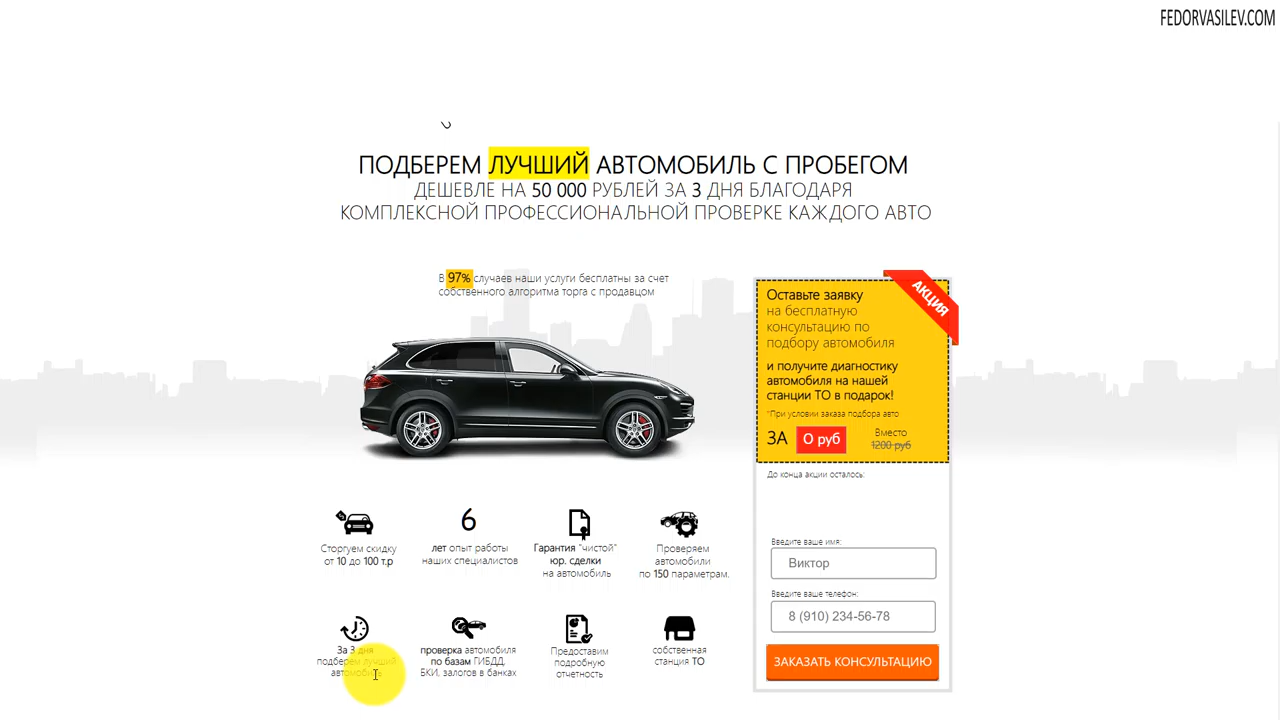 FEDORVASILEV.COM
ПОДБЕРЕМ ЛУЧШИЙ АВТОМОБИЛЬ С ПРОБЕГОМ
ДЕШЕВЛЕ НА 50 000 РУБЛЕЙ ЗА 3 ДНЯ БЛАГОДАРЯ
КОМПЛЕКСНОЙ ПРОФЕССИОНАЛЬНОЙ ПРОВЕРКЕ КАЖДОГО АВТО
В 97% случаев наши услуги бесплатны за счет
собственного алгоритма торга с продавцом
АКЦИЯ
Оставьте заявку
на бесплатную
консультацию по
подбору автомобиля
и получите диагностику
автомобиля на нашей
станции ТО в подарок!
*При условии заказа подбора авто
ЗА 0 руб
Вместо
1200 руб
До конца акции осталось:
Введите ваше имя:
Виктор
Введите ваше телефон:
8 (910) 234-56-78
ЗАКАЗАТЬ КОНСУЛЬТАЦИЮ
Сторгуем скидку
от 10 до 100 т.р
6
лет опыт работы
наших специалистов
Гарантия "чистой"
юр. сделки
на автомобиль
Проверяем
автомобили
по 150 параметрам.
За 3 дня
подберем лучший
автомобиль
проверка автомобиля
по базам ГИБДД,
БКИ, залогов в банках
Предоставим
подробную
отчетность
собственная
станция ТО